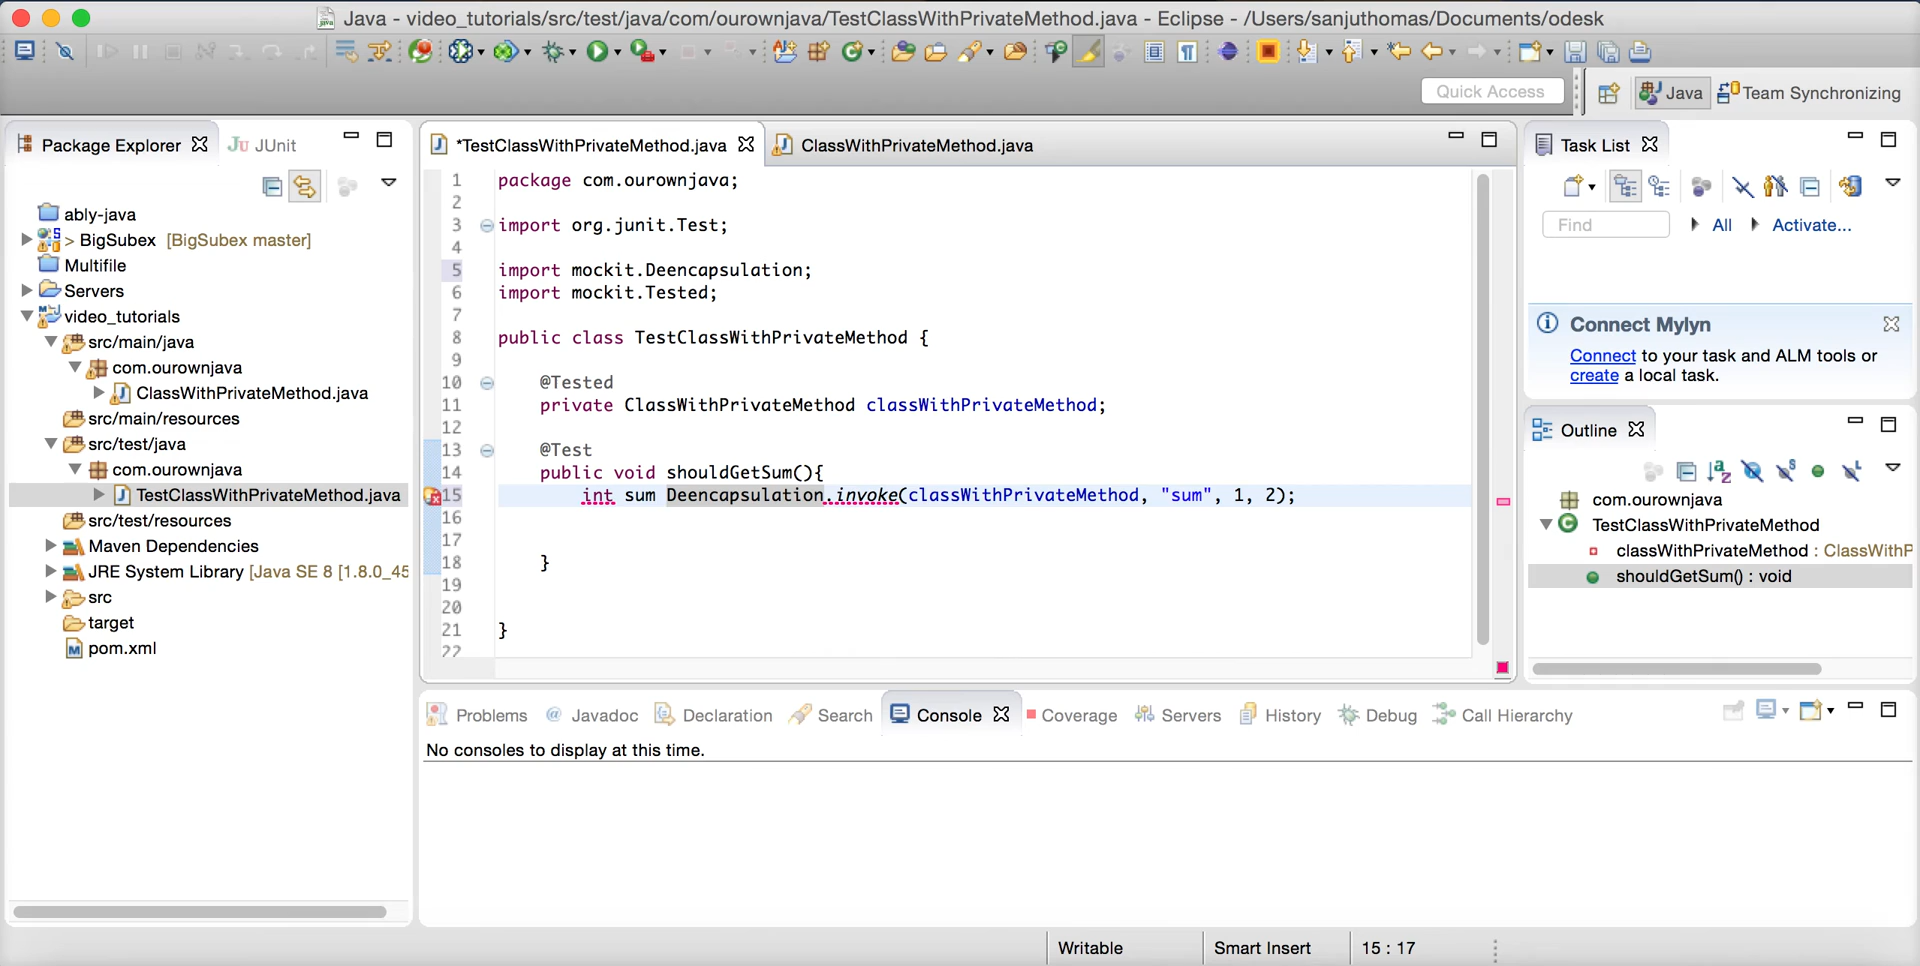 Java - video_tutorials/src/test/java/com/ourownjava/TestClassWithPrivateMethod.java - Eclipse - /Users/sanjuthomas/Documents/odesk
Quick Access
Java
Team Synchronizing
Package Explorer
JUnit
ably-java
> BigSubex [BigSubex master]
Multifile
Servers
video_tutorials
src/main/java
com.ourownjava
ClassWithPrivateMethod.java
src/main/resources
src/test/java
com.ourownjava
TestClassWithPrivateMethod.java
src/test/resources
Maven Dependencies
JRE System Library [Java SE 8 [1.8.0_45
src
target
pom.xml
*TestClassWithPrivateMethod.java
ClassWithPrivateMethod.java
1 package com.ourownjava;
2
3 import org.junit.Test;
4
5 import mockit.Deencapsulation;
6 import mockit.Tested;
7
8 public class TestClassWithPrivateMethod {
9
10 @Tested
11 private ClassWithPrivateMethod classWithPrivateMethod;
12
13 @Test
14 public void shouldGetSum(){
15 int sum Deencapsulation.invoke(classWithPrivateMethod, "sum", 1, 2);
16
17
18 }
19
20
21 }
22
Task List
Find
All
Activate...
Connect Mylyn
Connect to your task and ALM tools or
create a local task.
Outline
com.ourownjava
TestClassWithPrivateMethod
classWithPrivateMethod : ClassWithP
shouldGetSum() : void
Problems
Javadoc
Declaration
Search
Console
Coverage
Servers
History
Debug
Call Hierarchy
No consoles to display at this time.
Writable
Smart Insert
15 : 17